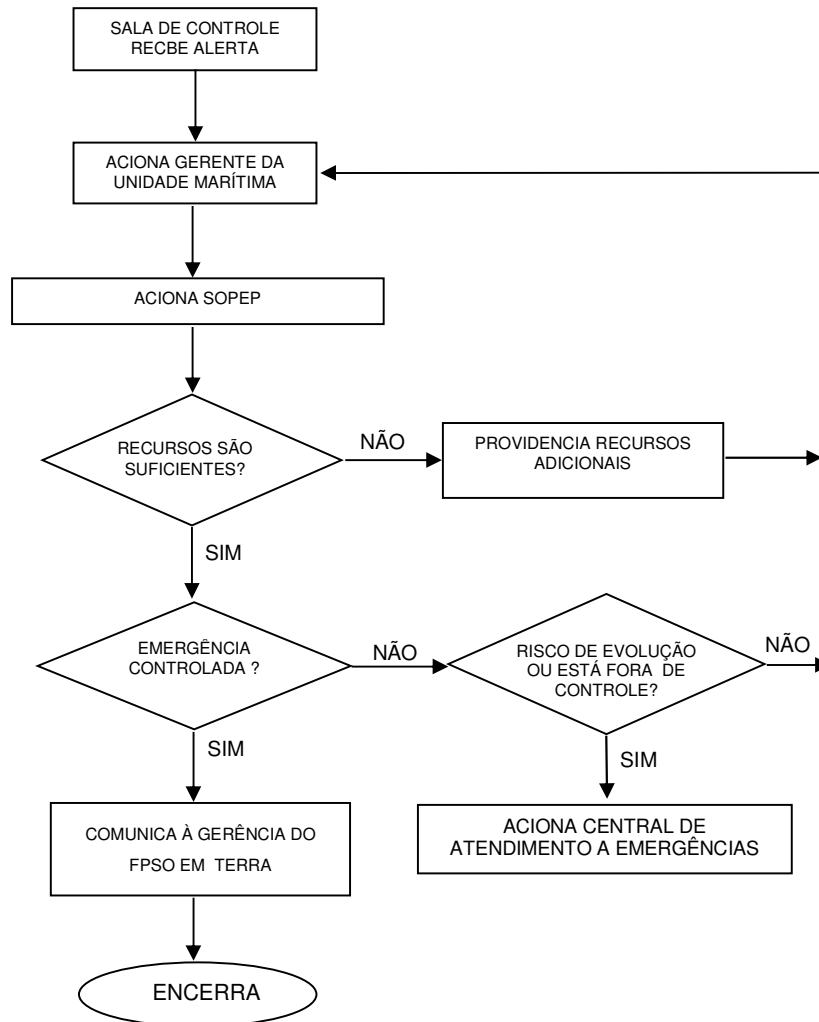 SALA DE CONTROLE
RECBE ALERTA
ACIONA GERENTE DA
UNIDADE MARÍTIMA
ACIONA SOPEP
RECURSOS SÃO
SUFICIENTES?
NÃO
PROVIDENCIA RECURSOS
ADICIONAIS
SIM
EMERGÊNCIA
CONTROLADA ?
NÃO
RISCO DE EVOLUÇÃO
OU ESTÁ FORA DE
CONTROLE?
NÃO
SIM
SIM
COMUNICA À GERÊNCIA DO
FPSO EM TERRA
ACIONA CENTRAL DE
ATENDIMENTO A EMERGÊNCIAS
ENCERRA